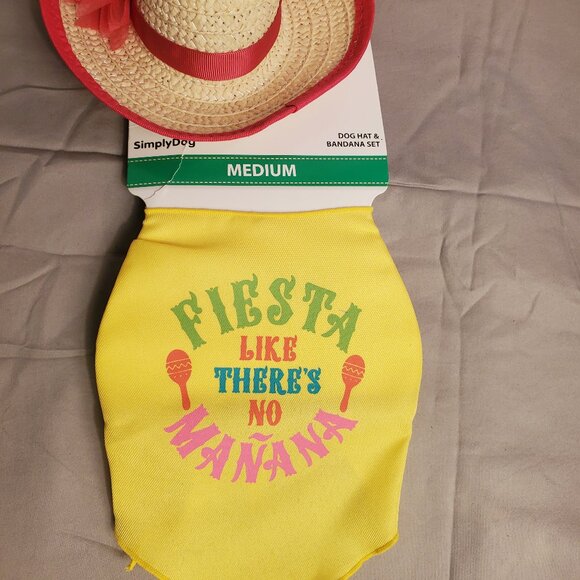 SimplyDog
DOG HAT &
BANDANA SET
MEDIUM
FIESTA
LIKE
THERE'S
NO
MAÑANA